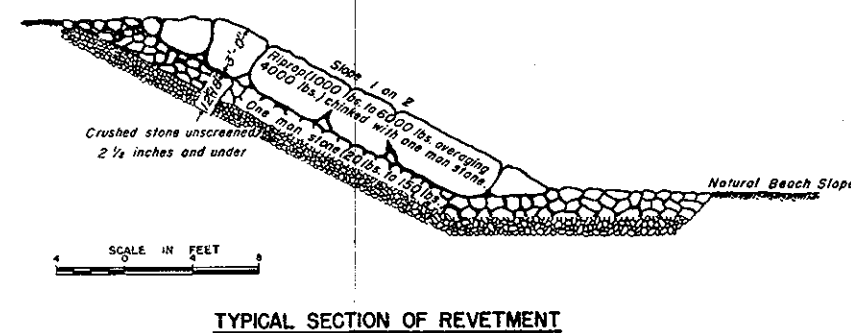 Slope 1 on 2
Riprap (1000 lbs. to 6000 lbs. averaging
4000 lbs.) chinked with one man stone.
3'-0"
One man stone (20 lbs. to 150 lbs.)
Crushed stone unscreened
2 ½ inches and under
Natural Beach Slope
SCALE IN FEET
4 0 4 8
TYPICAL SECTION OF REVETMENT